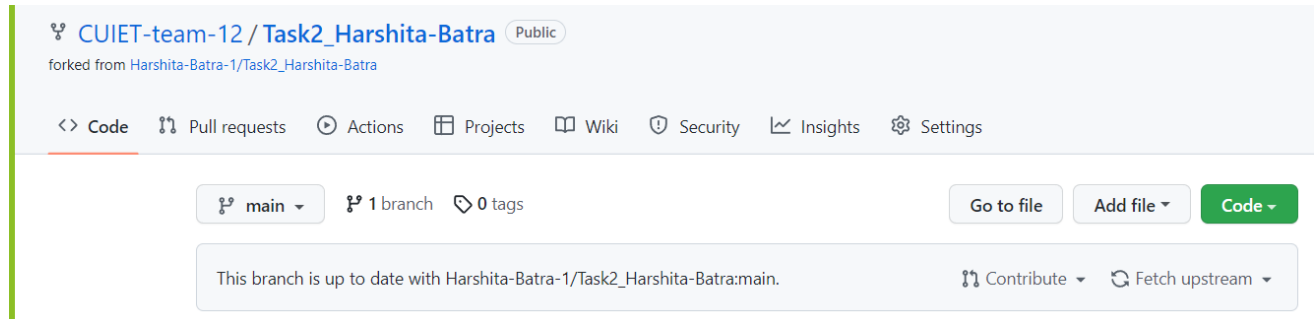 CUIET-team-12 / Task2_Harshita-Batra Public
forked from Harshita-Batra-1/Task2_Harshita-Batra
<> Code Pull requests Actions Projects Wiki Security Insights Settings
main 1 branch 0 tags Go to file Add file Code
This branch is up to date with Harshita-Batra-1/Task2_Harshita-Batra:main. Contribute Fetch upstream